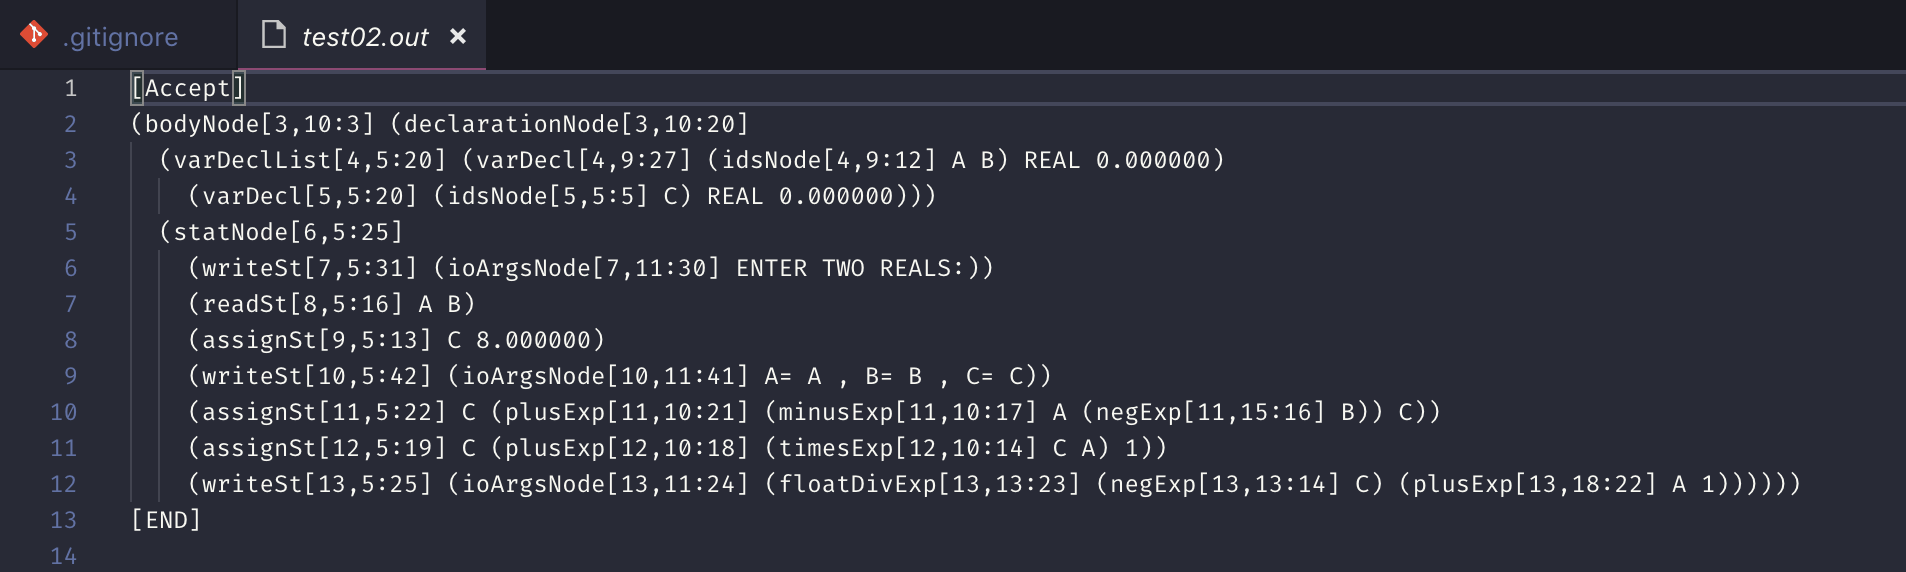 .gitignore test02.out ×
1 [Accept]
2 (bodyNode[3,10:3] (declarationNode[3,10:20]
3 (varDeclList[4,5:20] (varDecl[4,9:27] (idsNode[4,9:12] A B) REAL 0.000000)
4 (varDecl[5,5:20] (idsNode[5,5:5] C) REAL 0.000000)))
5 (statNode[6,5:25]
6 (writeSt[7,5:31] (ioArgsNode[7,11:30] ENTER TWO REALS:))
7 (readSt[8,5:16] A B)
8 (assignSt[9,5:13] C 8.000000)
9 (writeSt[10,5:42] (ioArgsNode[10,11:41] A= A , B= B , C= C))
10 (assignSt[11,5:22] C (plusExp[11,10:21] (minusExp[11,10:17] A (negExp[11,15:16] B)) C))
11 (assignSt[12,5:19] C (plusExp[12,10:18] (timesExp[12,10:14] C A) 1))
12 (writeSt[13,5:25] (ioArgsNode[13,11:24] (floatDivExp[13,13:23] (negExp[13,13:14] C) (plusExp[13,18:22] A 1))))))
13 [END]
14